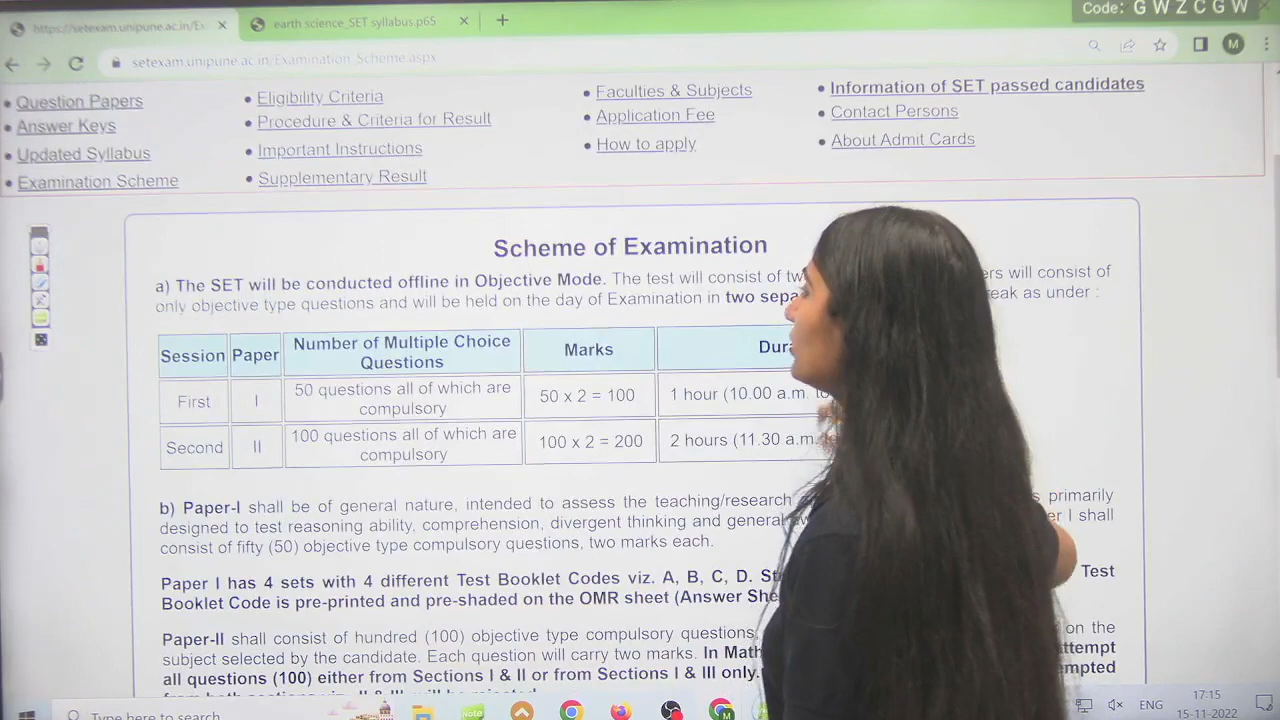 Code: G W Z C G W
https://setexam.unipune.ac.in/Ex
earth science_SET syllabus.p65
setexam.unipune.ac.in/Examination_Scheme.aspx
M
Question Papers
Answer Keys
Updated Syllabus
Examination Scheme
Eligibility Criteria
Procedure & Criteria for Result
Important Instructions
Supplementary Result
Faculties & Subjects
Application Fee
How to apply
Information of SET passed candidates
Contact Persons
About Admit Cards
Scheme of Examination
a) The SET will be conducted offline in Objective Mode. The test will consist of will consist of
only objective type questions and will be held on the day of Examination in two as under :
Session Paper Number of Multiple Choice Questions Marks
First I 50 questions all of which are compulsory 50 x 2 = 100 1 hour (10.00 a.m.
Second II 100 questions all of which are compulsory 100 x 2 = 200 2 hours (11.30 a.m.
b) Paper-I shall be of general nature, intended to assess the teaching/research primarily
designed to test reasoning ability, comprehension, divergent thinking and general I shall
consist of fifty (50) objective type compulsory questions, two marks each.
Paper I has 4 sets with 4 different Test Booklet Codes viz. A, B, C, D. Test
Booklet Code is pre-printed and pre-shaded on the OMR sheet (Answer
Paper-II shall consist of hundred (100) objective type compulsory questions, on the
subject selected by the candidate. Each question will carry two marks. In
all questions (100) either from Sections I & II or from Sections I & III only.
Type here to search
Note
M
ENG
17:15
15-11-2022